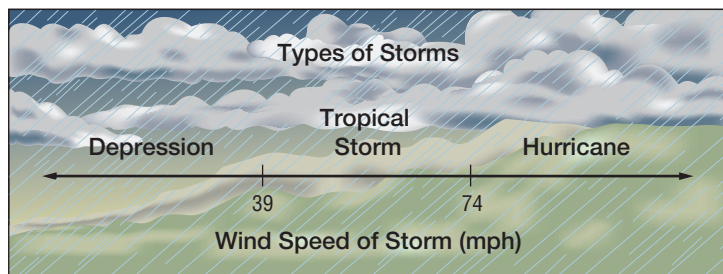 Types of Storms
Depression
Tropical
Storm
Hurricane
39
74
Wind Speed of Storm (mph)